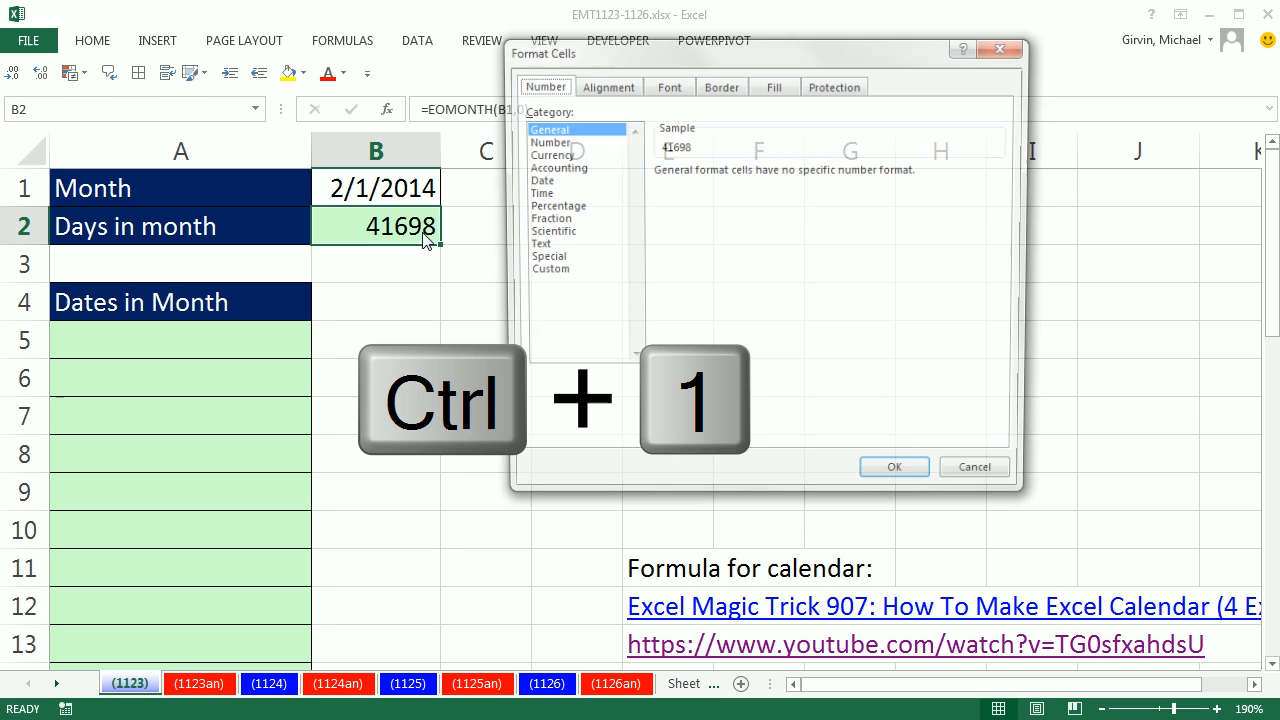 EMT1123-1126.xlsx - Excel
FILE HOME INSERT PAGE LAYOUT FORMULAS DATA REVIEW VIEW DEVELOPER POWERPIVOT Girvin, Michael
B2 fx =EOMONTH(B1,0)
Format Cells
Number Alignment Font Border Fill Protection
Category:
General
Number
Currency
Accounting
Date
Time
Percentage
Fraction
Scientific
Text
Special
Custom
Sample
41698
General format cells have no specific number format.
OK Cancel
A B C D E F G H I J K
1 Month 2/1/2014
2 Days in month 41698
3
4 Dates in Month
5
6
7
8
9
10
11 Formula for calendar:
12 Excel Magic Trick 907: How To Make Excel Calendar (4 Ex
13 https://www.youtube.com/watch?v=TG0sfxahdsU
Ctrl + 1
(1123) (1123an) (1124) (1124an) (1125) (1125an) (1126) (1126an) Sheet ...
READY 190%